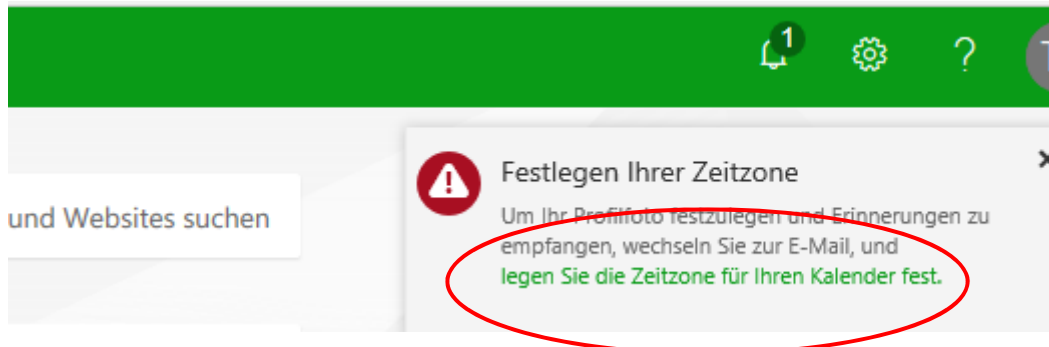 1
?
Festlegen Ihrer Zeitzone
und Websites suchen
Um Ihr Profilfoto festzulegen und Erinnerungen zu
empfangen, wechseln Sie zur E-Mail, und
legen Sie die Zeitzone für Ihren Kalender fest.